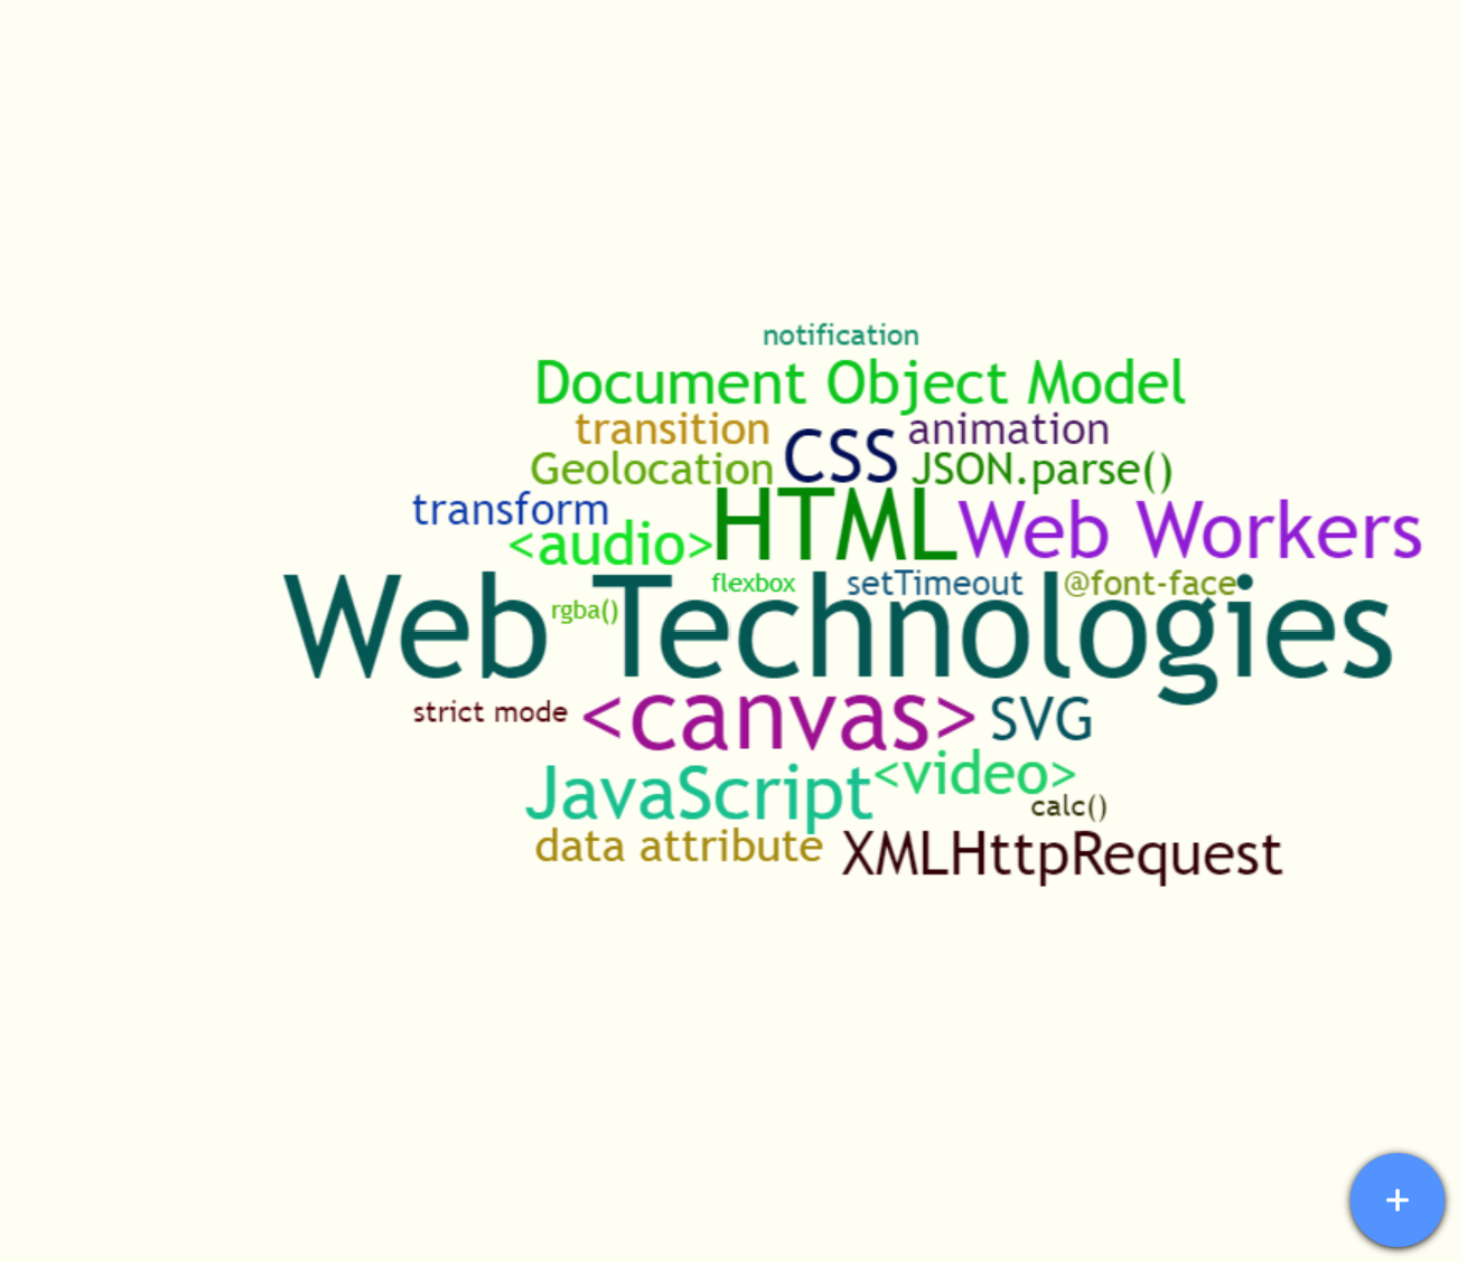 notification
Document Object Model
transition
CSS
animation
Geolocation
JSON.parse()
transform
HTML
Web Workers
<audio>
flexbox
setTimeout
@font-face
Web Technologies
rgba()
strict mode
<canvas>
SVG
JavaScript
<video>
calc()
data attribute
XMLHttpRequest
+